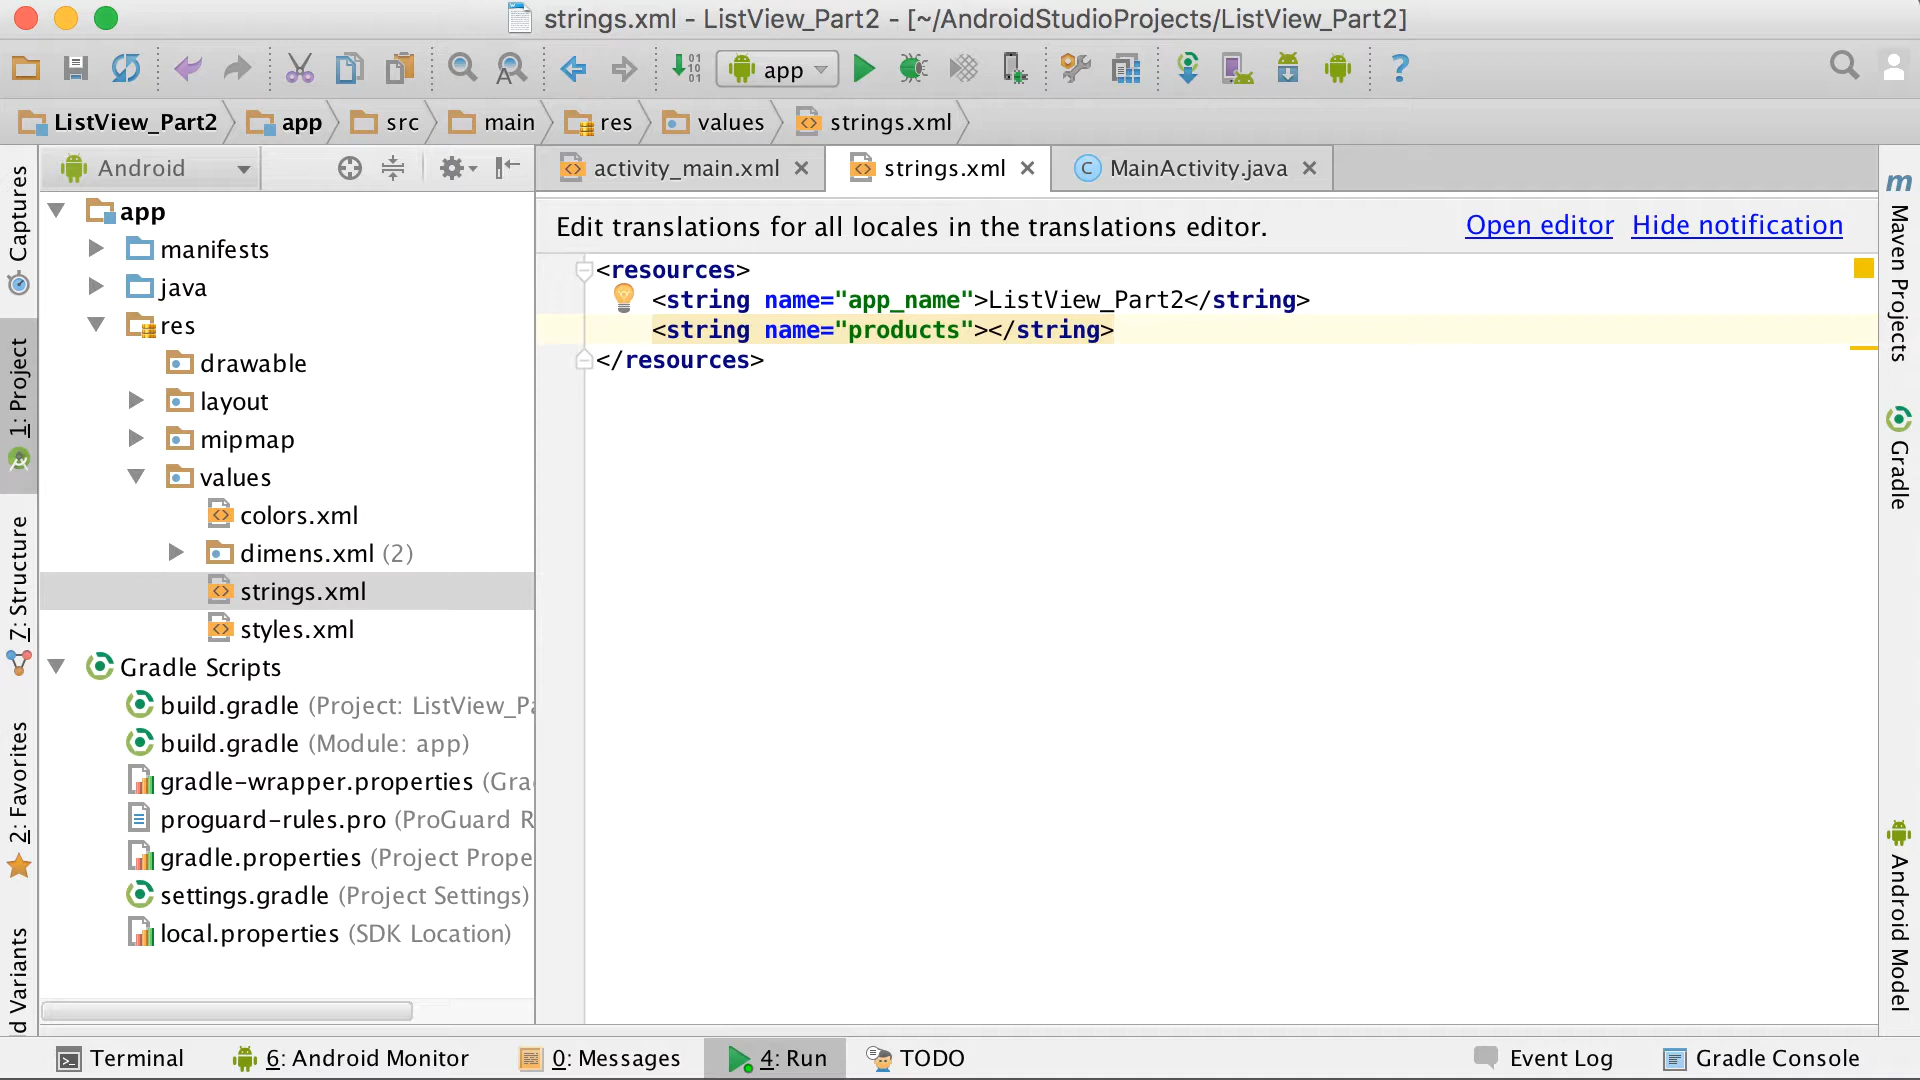 strings.xml - ListView_Part2 - [~/AndroidStudioProjects/ListView_Part2]
app
ListView_Part2 app src main res values strings.xml
Android
activity_main.xml
strings.xml
MainActivity.java
Edit translations for all locales in the translations editor.
Open editor
Hide notification
<resources>
<string name="app_name">ListView_Part2</string>
<string name="products"></string>
</resources>
app
manifests
java
res
drawable
layout
mipmap
values
colors.xml
dimens.xml (2)
strings.xml
styles.xml
Gradle Scripts
build.gradle (Project: ListView_Pa
build.gradle (Module: app)
gradle-wrapper.properties (Gra
proguard-rules.pro (ProGuard R
gradle.properties (Project Prope
settings.gradle (Project Settings)
local.properties (SDK Location)
Captures
1: Project
7: Structure
2: Favorites
d Variants
m
Maven Projects
Gradle
Android Model
Terminal
6: Android Monitor
0: Messages
4: Run
TODO
Event Log
Gradle Console